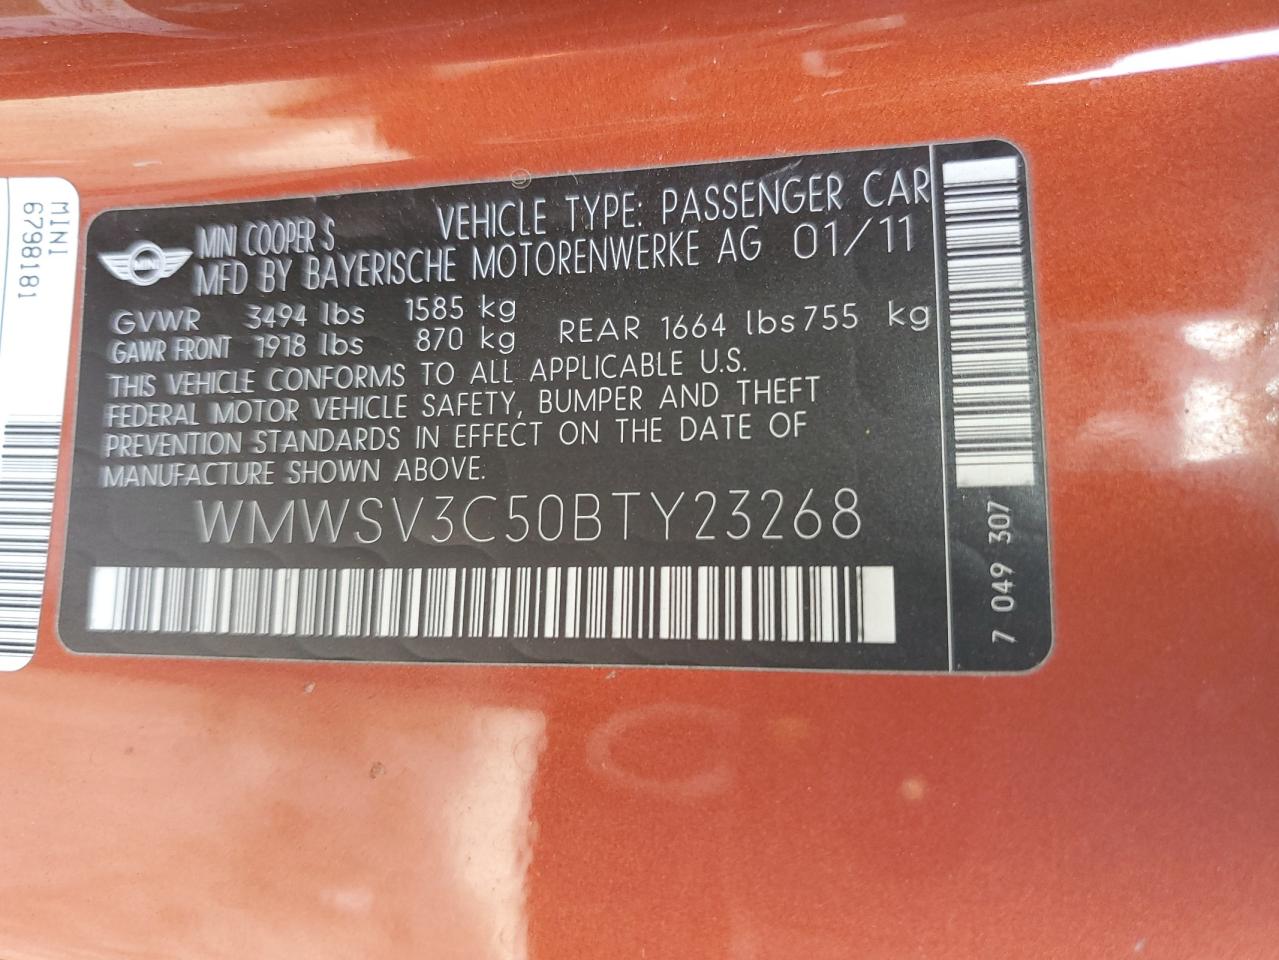 MINI COOPER S VEHICLE TYPE: PASSENGER CAR
MFD BY BAYERISCHE MOTORENWERKE AG 01/11
GVWR 3494 lbs 1585 kg
GAWR FRONT 1918 lbs 870 kg REAR 1664 lbs 755 kg
THIS VEHICLE CONFORMS TO ALL APPLICABLE U.S.
FEDERAL MOTOR VEHICLE SAFETY, BUMPER AND THEFT
PREVENTION STANDARDS IN EFFECT ON THE DATE OF
MANUFACTURE SHOWN ABOVE.
WMWSV3C50BTY23268
7 049 307
MINI
6798181
MINI